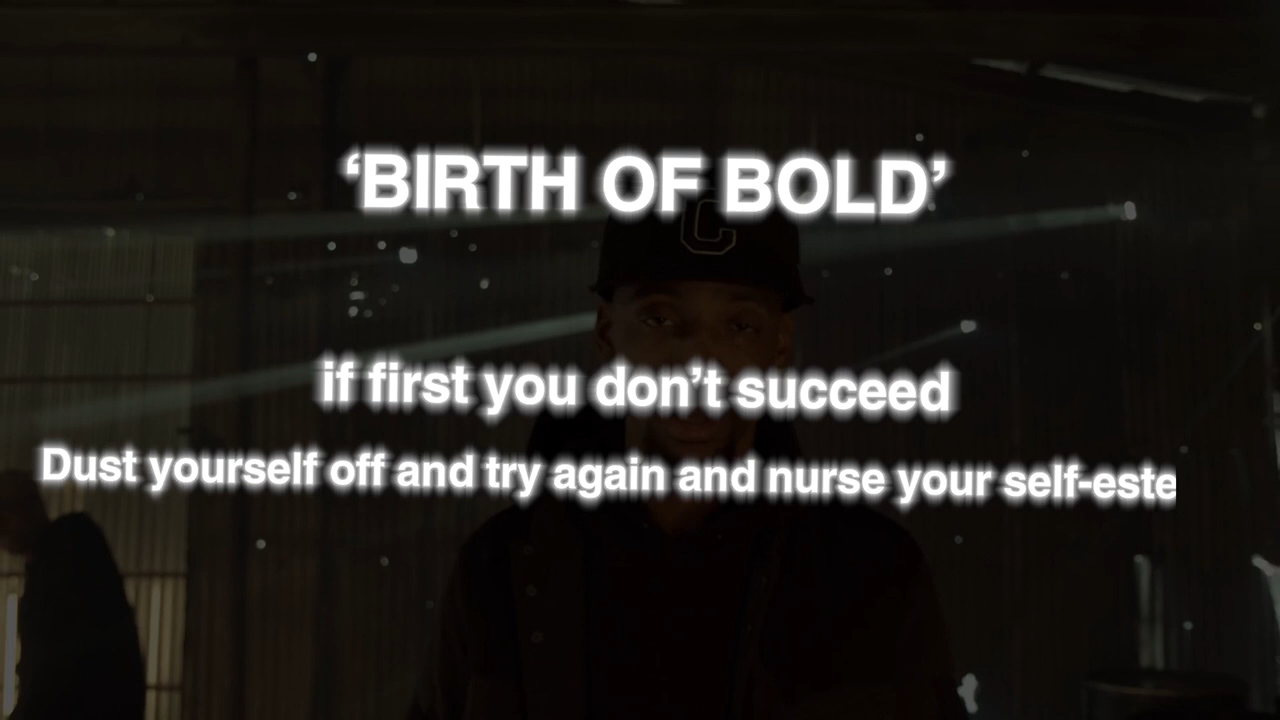 ‘BIRTH OF BOLD’
C
if first you don’t succeed
Dust yourself off and try again and nurse your self-este